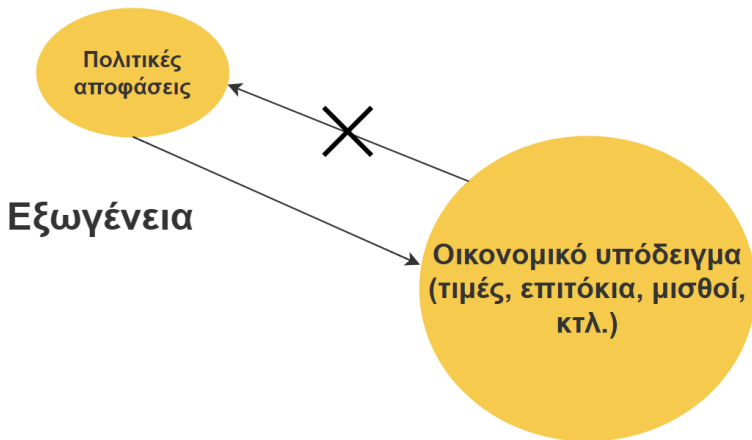 Πολιτικές
αποφάσεις
Εξωγένεια
Οικονομικό υπόδειγμα
(τιμές, επιτόκια, μισθοί,
κτλ.)